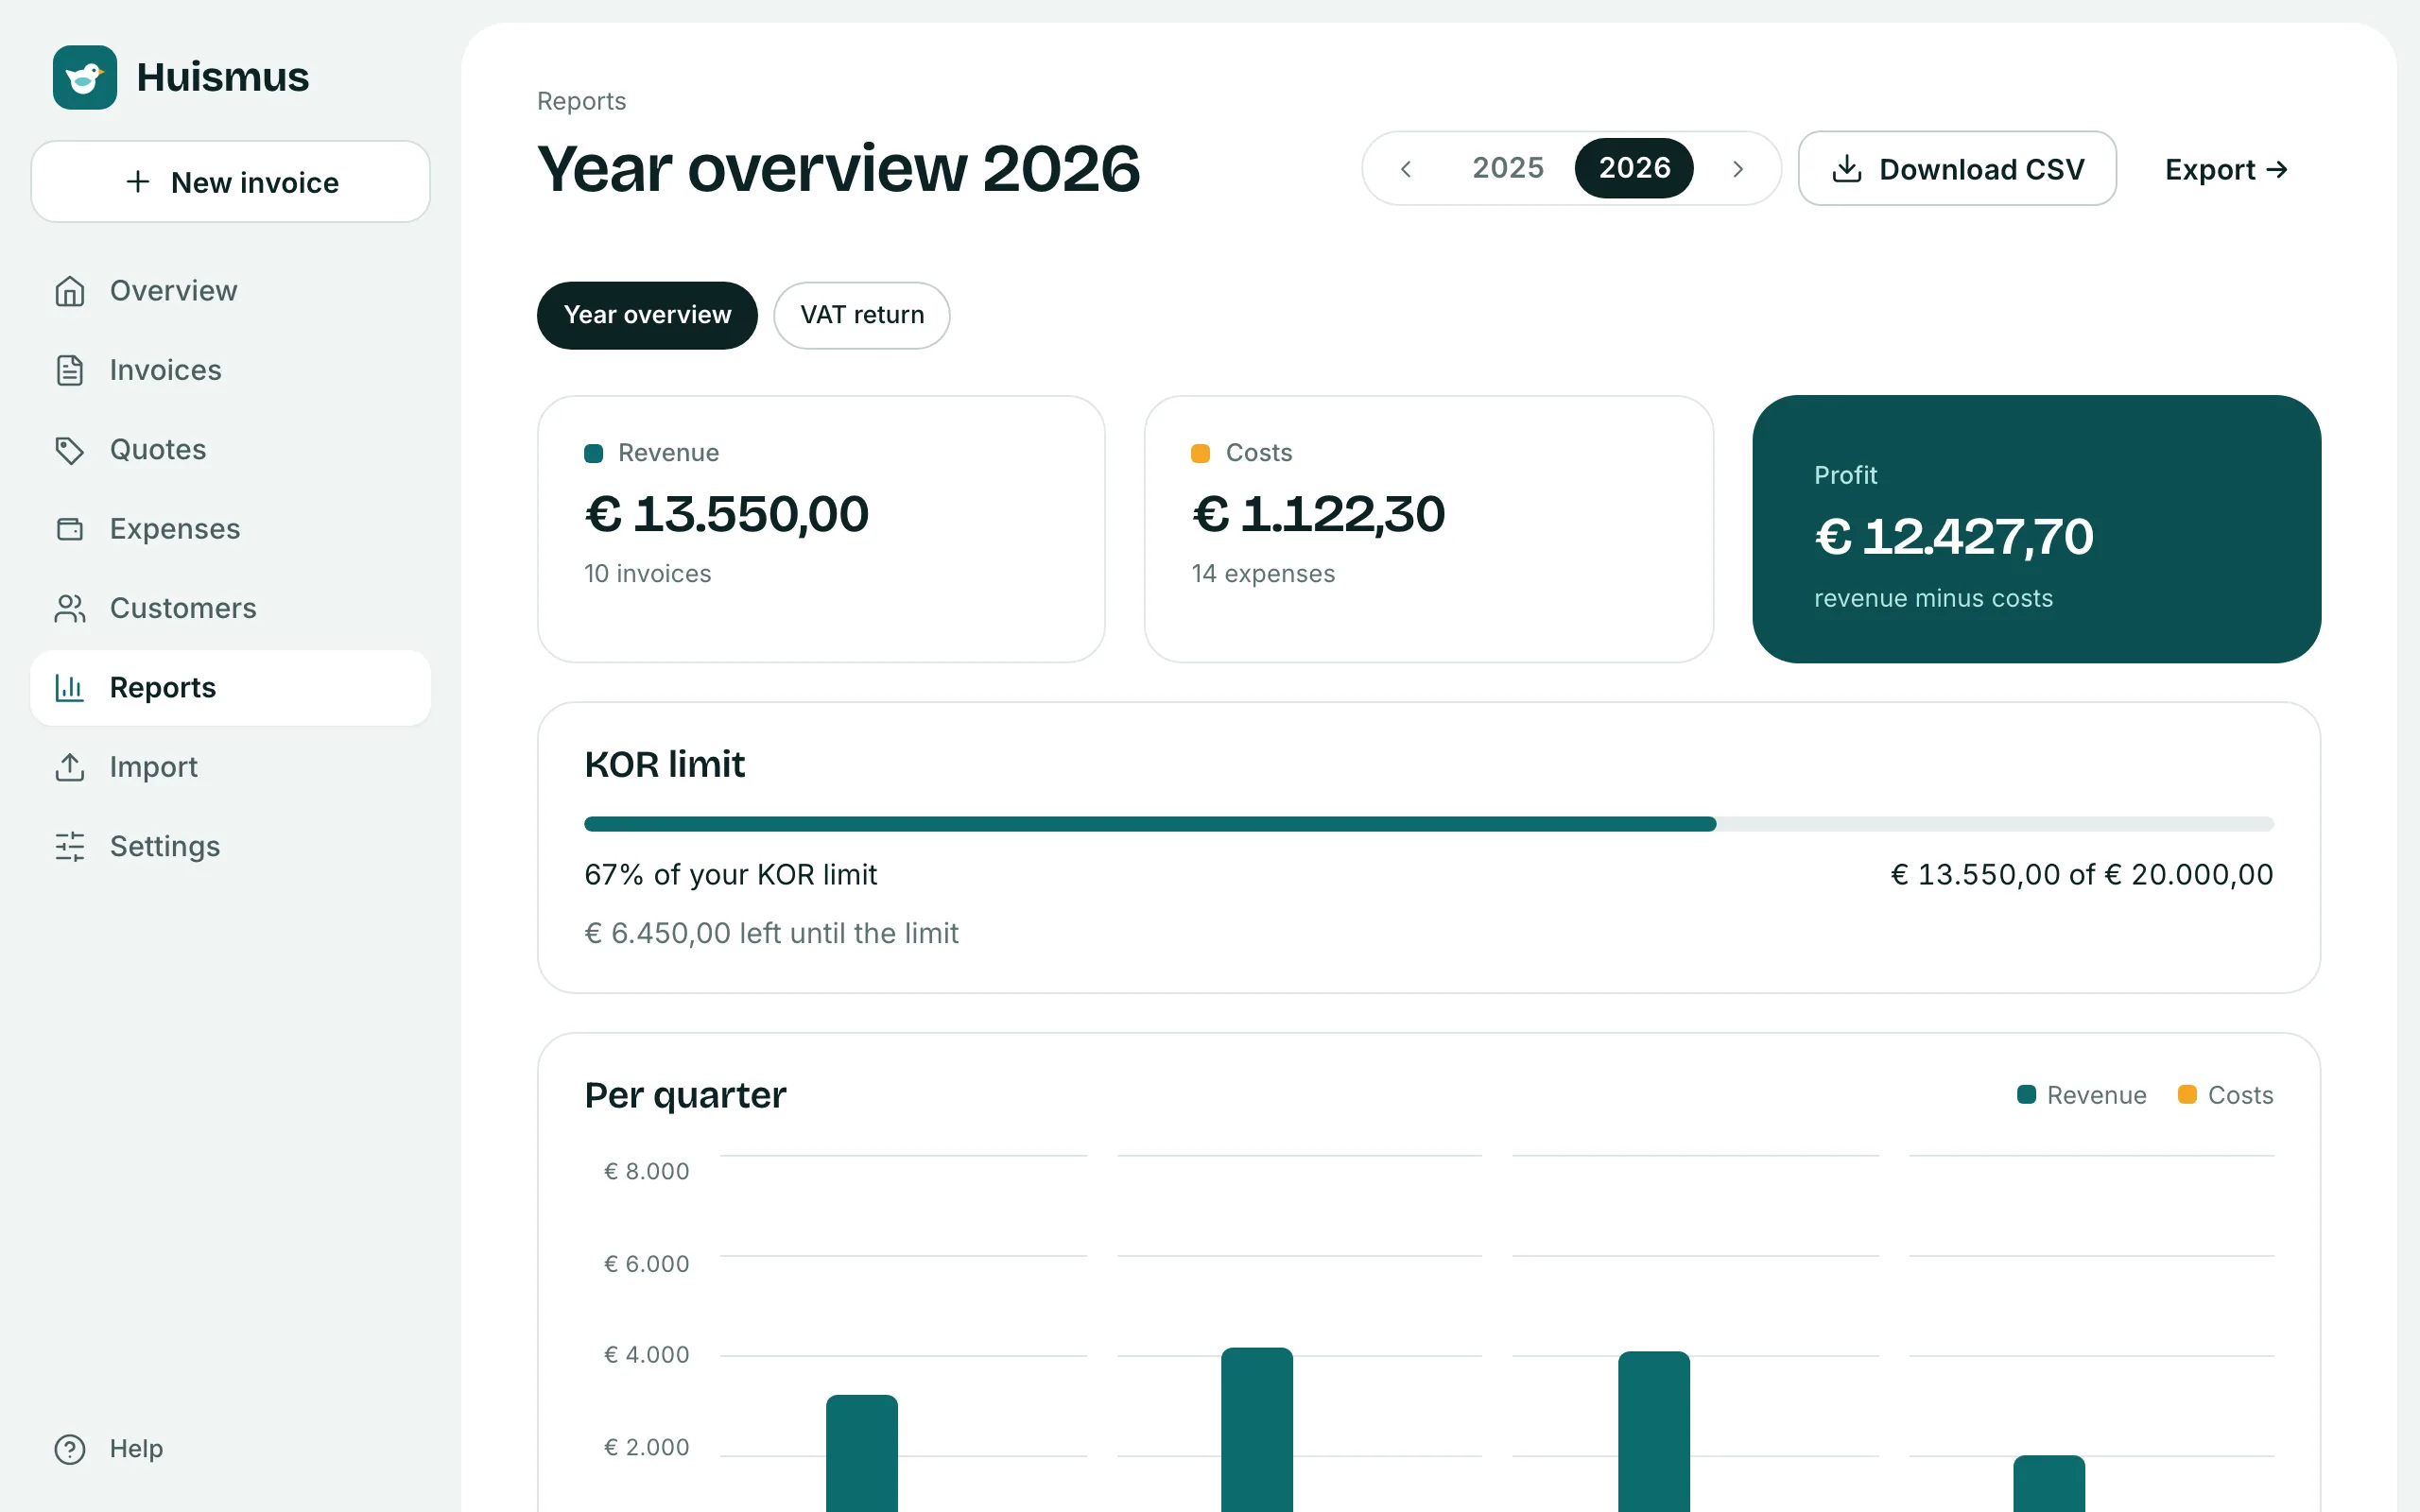 Huismus
New invoice
Overview
Invoices
Quotes
Expenses
Customers
Reports
Import
Settings
Help
Reports
Year overview 2026
2025
2026
Download CSV
Export →
Year overview
VAT return
Revenue
€ 13.550,00
10 invoices
Costs
€ 1.122,30
14 expenses
Profit
€ 12.427,70
revenue minus costs
KOR limit
67% of your KOR limit
€ 13.550,00 of € 20.000,00
€ 6.450,00 left until the limit
Per quarter
Revenue
Costs
€ 8.000
€ 6.000
€ 4.000
€ 2.000